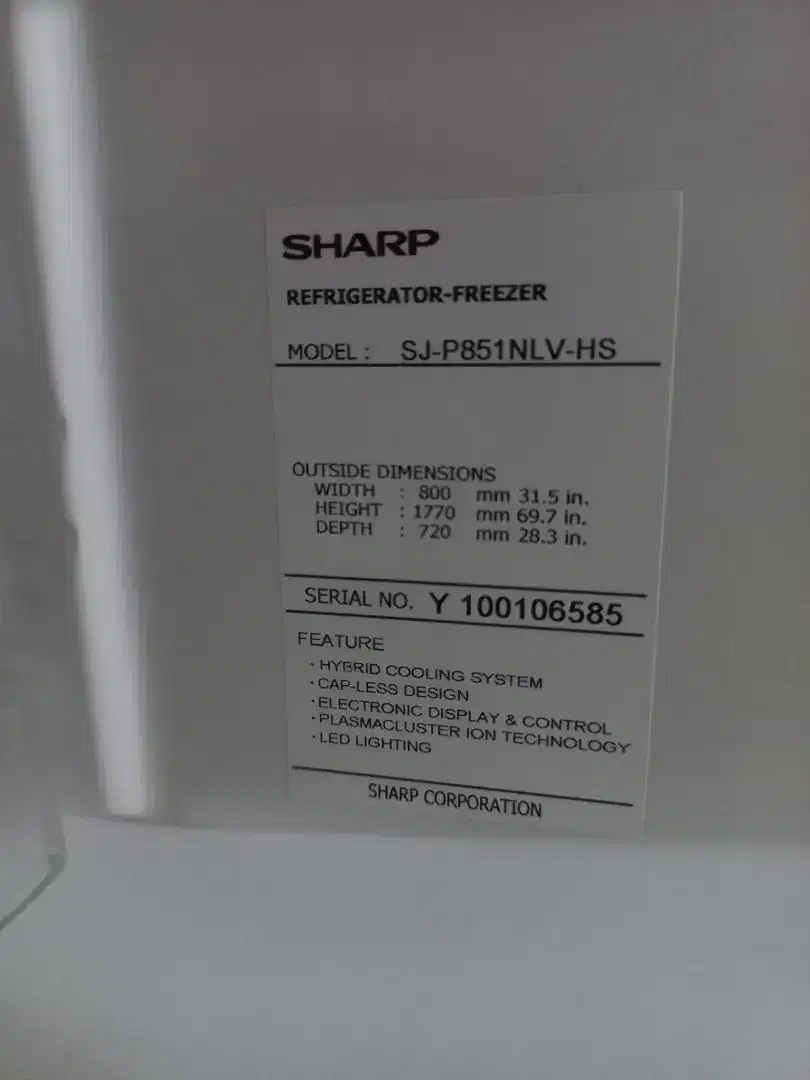 SHARP
REFRIGERATOR-FREEZER
MODEL : SJ-P851NLV-HS
OUTSIDE DIMENSIONS
WIDTH : 800 mm 31.5 in.
HEIGHT : 1770 mm 69.7 in.
DEPTH : 720 mm 28.3 in.
SERIAL NO. Y 100106585
FEATURE
· HYBRID COOLING SYSTEM
· CAP-LESS DESIGN
· ELECTRONIC DISPLAY & CONTROL
· PLASMACLUSTER ION TECHNOLOGY
· LED LIGHTING
SHARP CORPORATION